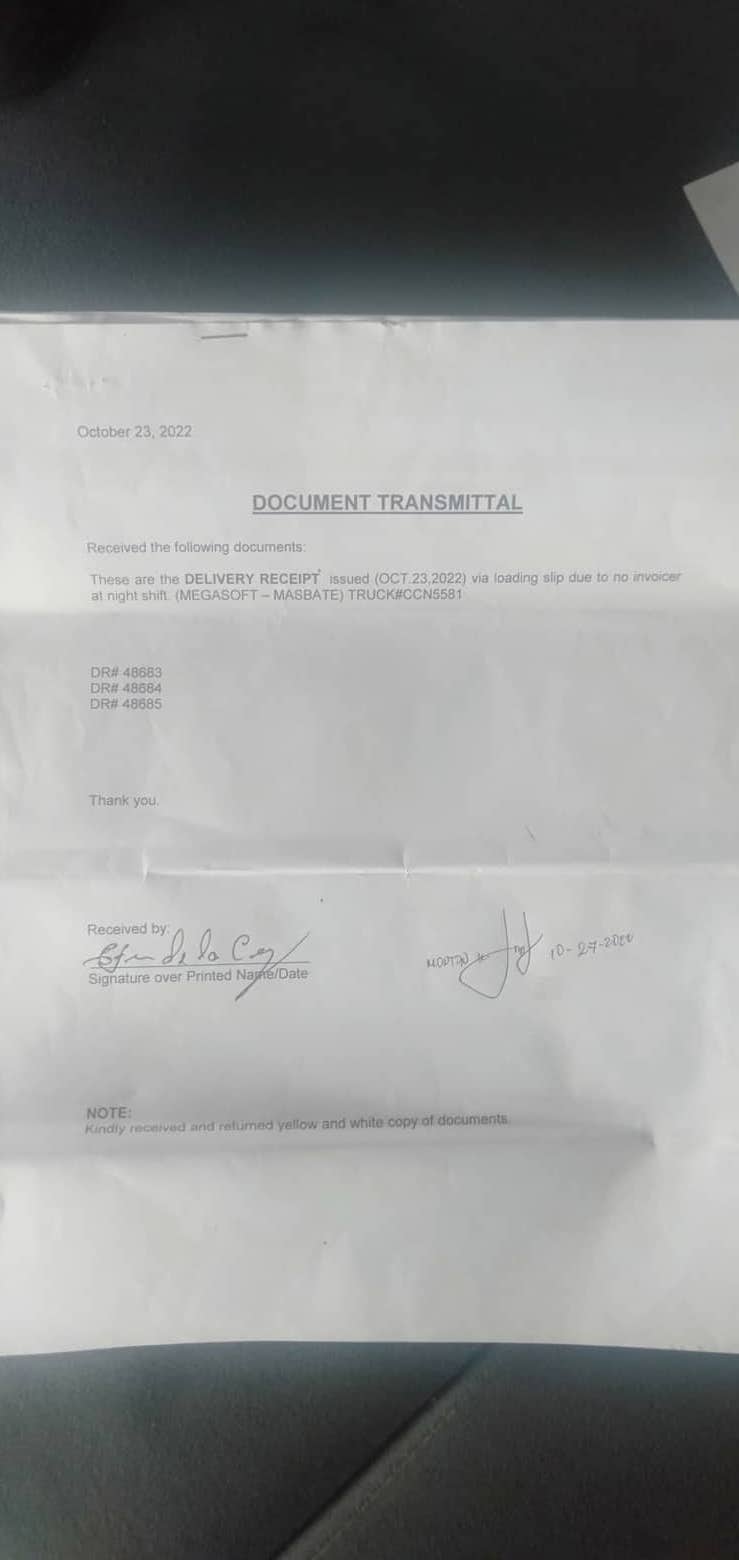 October 23, 2022
DOCUMENT TRANSMITTAL
Received the following documents:
These are the DELIVERY RECEIPT issued (OCT.23,2022) via loading slip due to no invoicer
at night shift. (MEGASOFT – MASBATE) TRUCK#CCN5581
DR# 48683
DR# 48684
DR# 48685
Thank you.
Received by:
de la Cruz
10-27-2022
Signature over Printed Name/Date
NOTE:
Kindly received and returned yellow and white copy of documents.